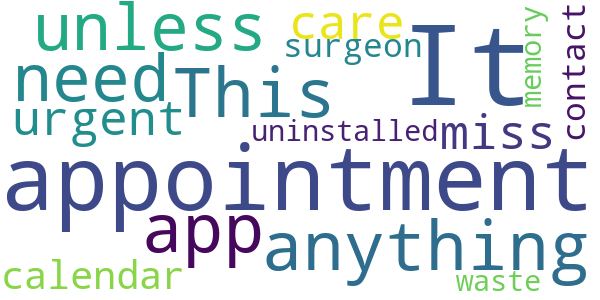 unless
care
It
memory
contact
surgeon
need
This
urgent
uninstalled
miss
appointment
app
anything
calendar
waste